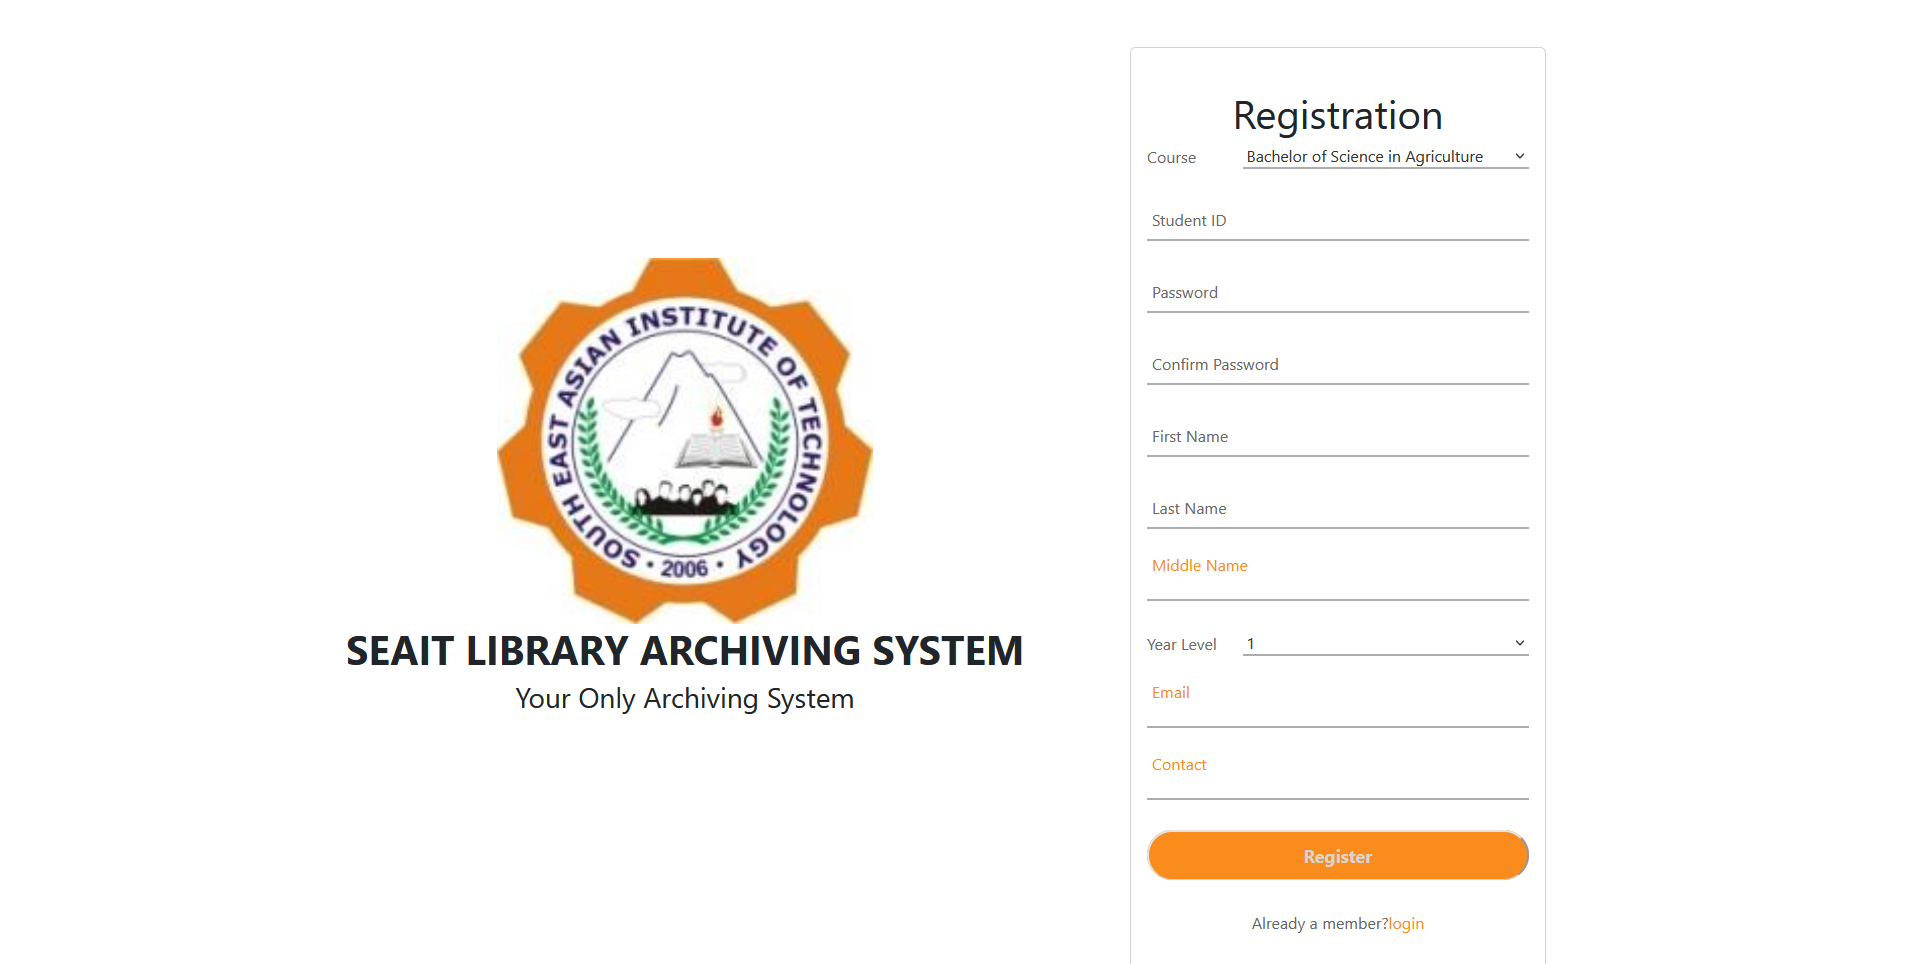 SOUTH EAST ASIAN INSTITUTE OF TECHNOLOGY
• 2006 •
SEAIT LIBRARY ARCHIVING SYSTEM
Your Only Archiving System
Registration
Course Bachelor of Science in Agriculture
Student ID
Password
Confirm Password
First Name
Last Name
Middle Name
Year Level 1
Email
Contact
Register
Already a member?login